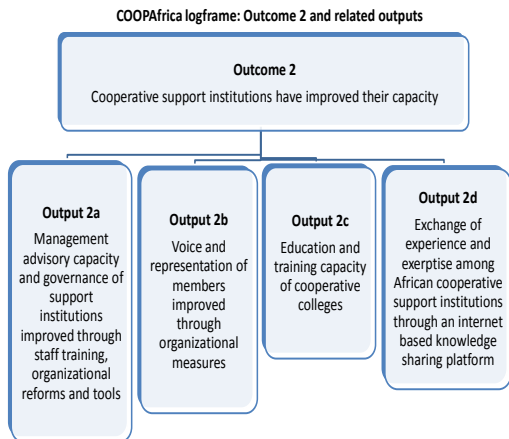 COOPAfrica logframe: Outcome 2 and related outputs
Outcome 2
Cooperative support institutions have improved their capacity
Output 2a
Management
advisory capacity
and governance of
support
institutions
improved through
staff training,
organizational
reforms and tools
Output 2b
Voice and
representation of
members
improved
through
organizational
measures
Output 2c
Education and
training capacity
of cooperative
colleges
Output 2d
Exchange of
experience and
exerptise among
African cooperative
support institutions
through an internet
based knowledge
sharing platform